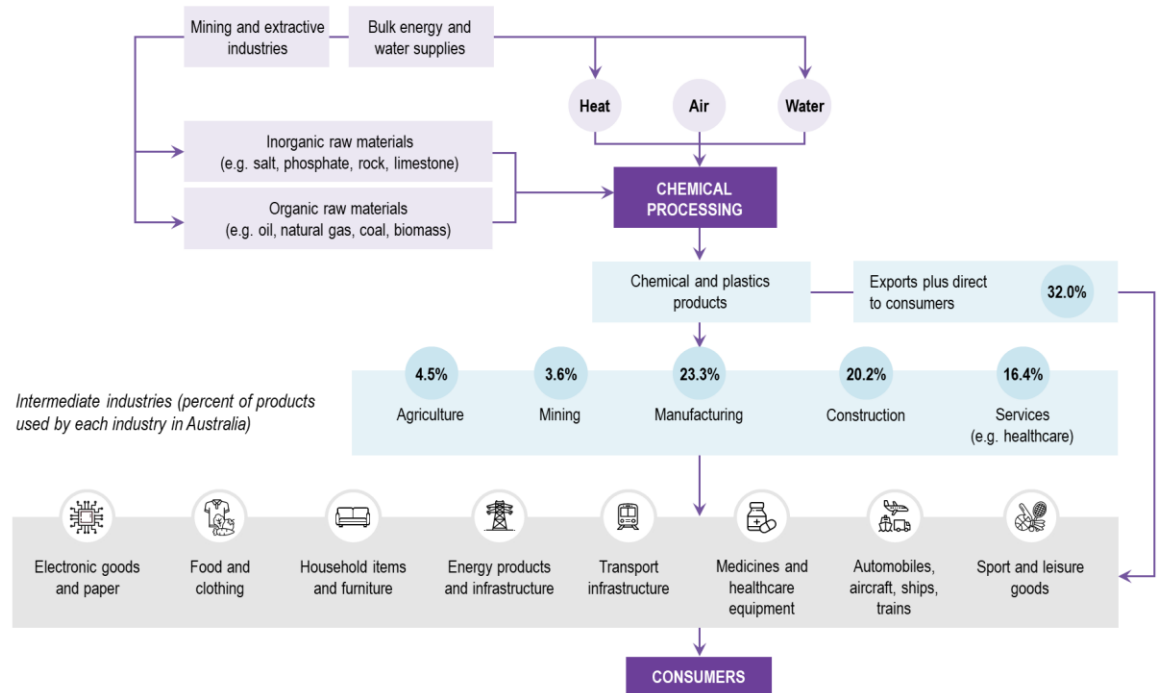 Mining and extractive
industries
Bulk energy and
water supplies
Heat
Air
Water
Inorganic raw materials
(e.g. salt, phosphate, rock, limestone)
Organic raw materials
(e.g. oil, natural gas, coal, biomass)
CHEMICAL
PROCESSING
Chemical and plastics
products
Exports plus direct
to consumers
32.0%
Intermediate industries (percent of products
used by each industry in Australia)
4.5%
Agriculture
3.6%
Mining
23.3%
Manufacturing
20.2%
Construction
16.4%
Services
(e.g. healthcare)
Electronic goods
and paper
Food and
clothing
Household items
and furniture
Energy products
and infrastructure
Transport
infrastructure
Medicines and
healthcare
equipment
Automobiles,
aircraft, ships,
trains
Sport and leisure
goods
CONSUMERS